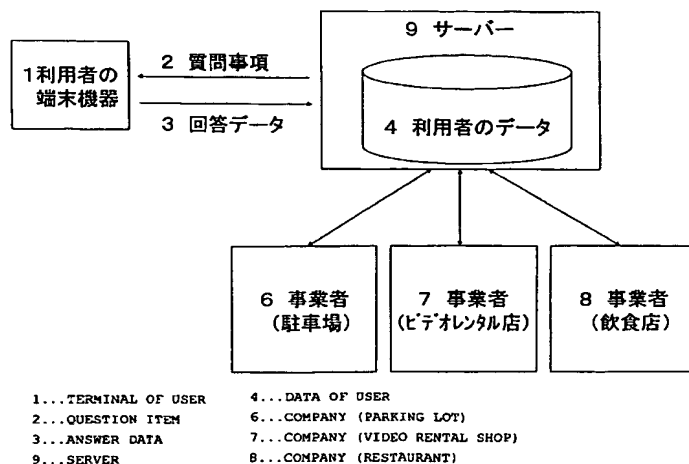 9 サーバー
2 質問事項
1利用者の
端末機器
3 回答データ
4 利用者のデータ
6 事業者
(駐車場)
7 事業者
(ビデオレンタル店)
8 事業者
(飲食店)
1...TERMINAL OF USER
2...QUESTION ITEM
3...ANSWER DATA
9...SERVER
4...DATA OF USER
6...COMPANY (PARKING LOT)
7...COMPANY (VIDEO RENTAL SHOP)
8...COMPANY (RESTAURANT)